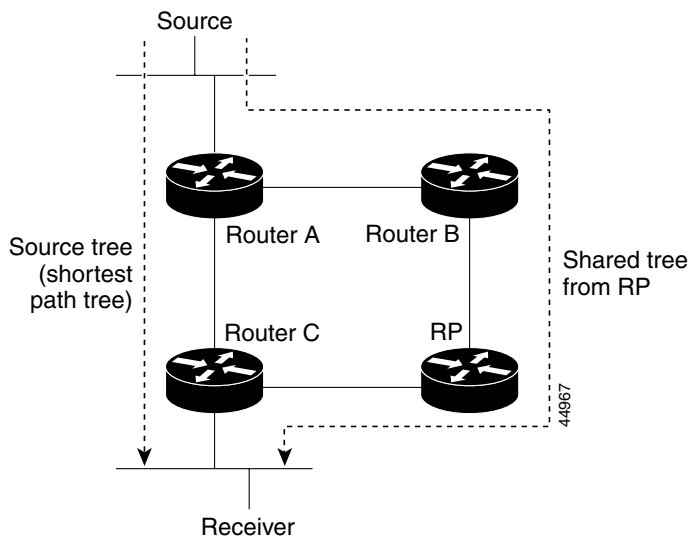 Source
Router A
Router B
Source tree
(shortest
path tree)
Shared tree
from RP
Router C
RP
44967
Receiver